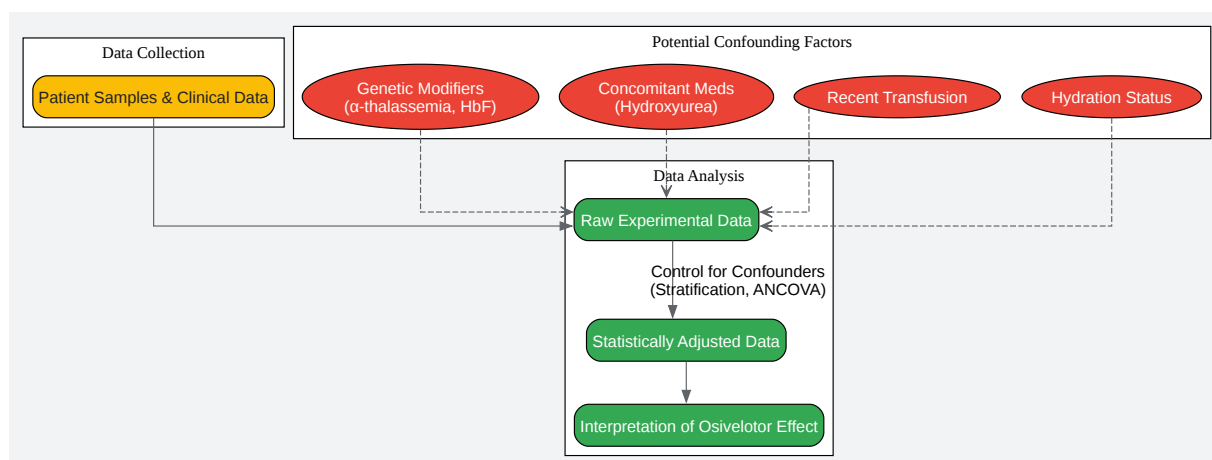 Data Collection
Patient Samples & Clinical Data
Potential Confounding Factors
Genetic Modifiers
(α-thalassemia, HbF)
Concomitant Meds
(Hydroxyurea)
Recent Transfusion
Hydration Status
Data Analysis
Raw Experimental Data
Control for Confounders
(Stratification, ANCOVA)
Statistically Adjusted Data
Interpretation of Osivelotor Effect